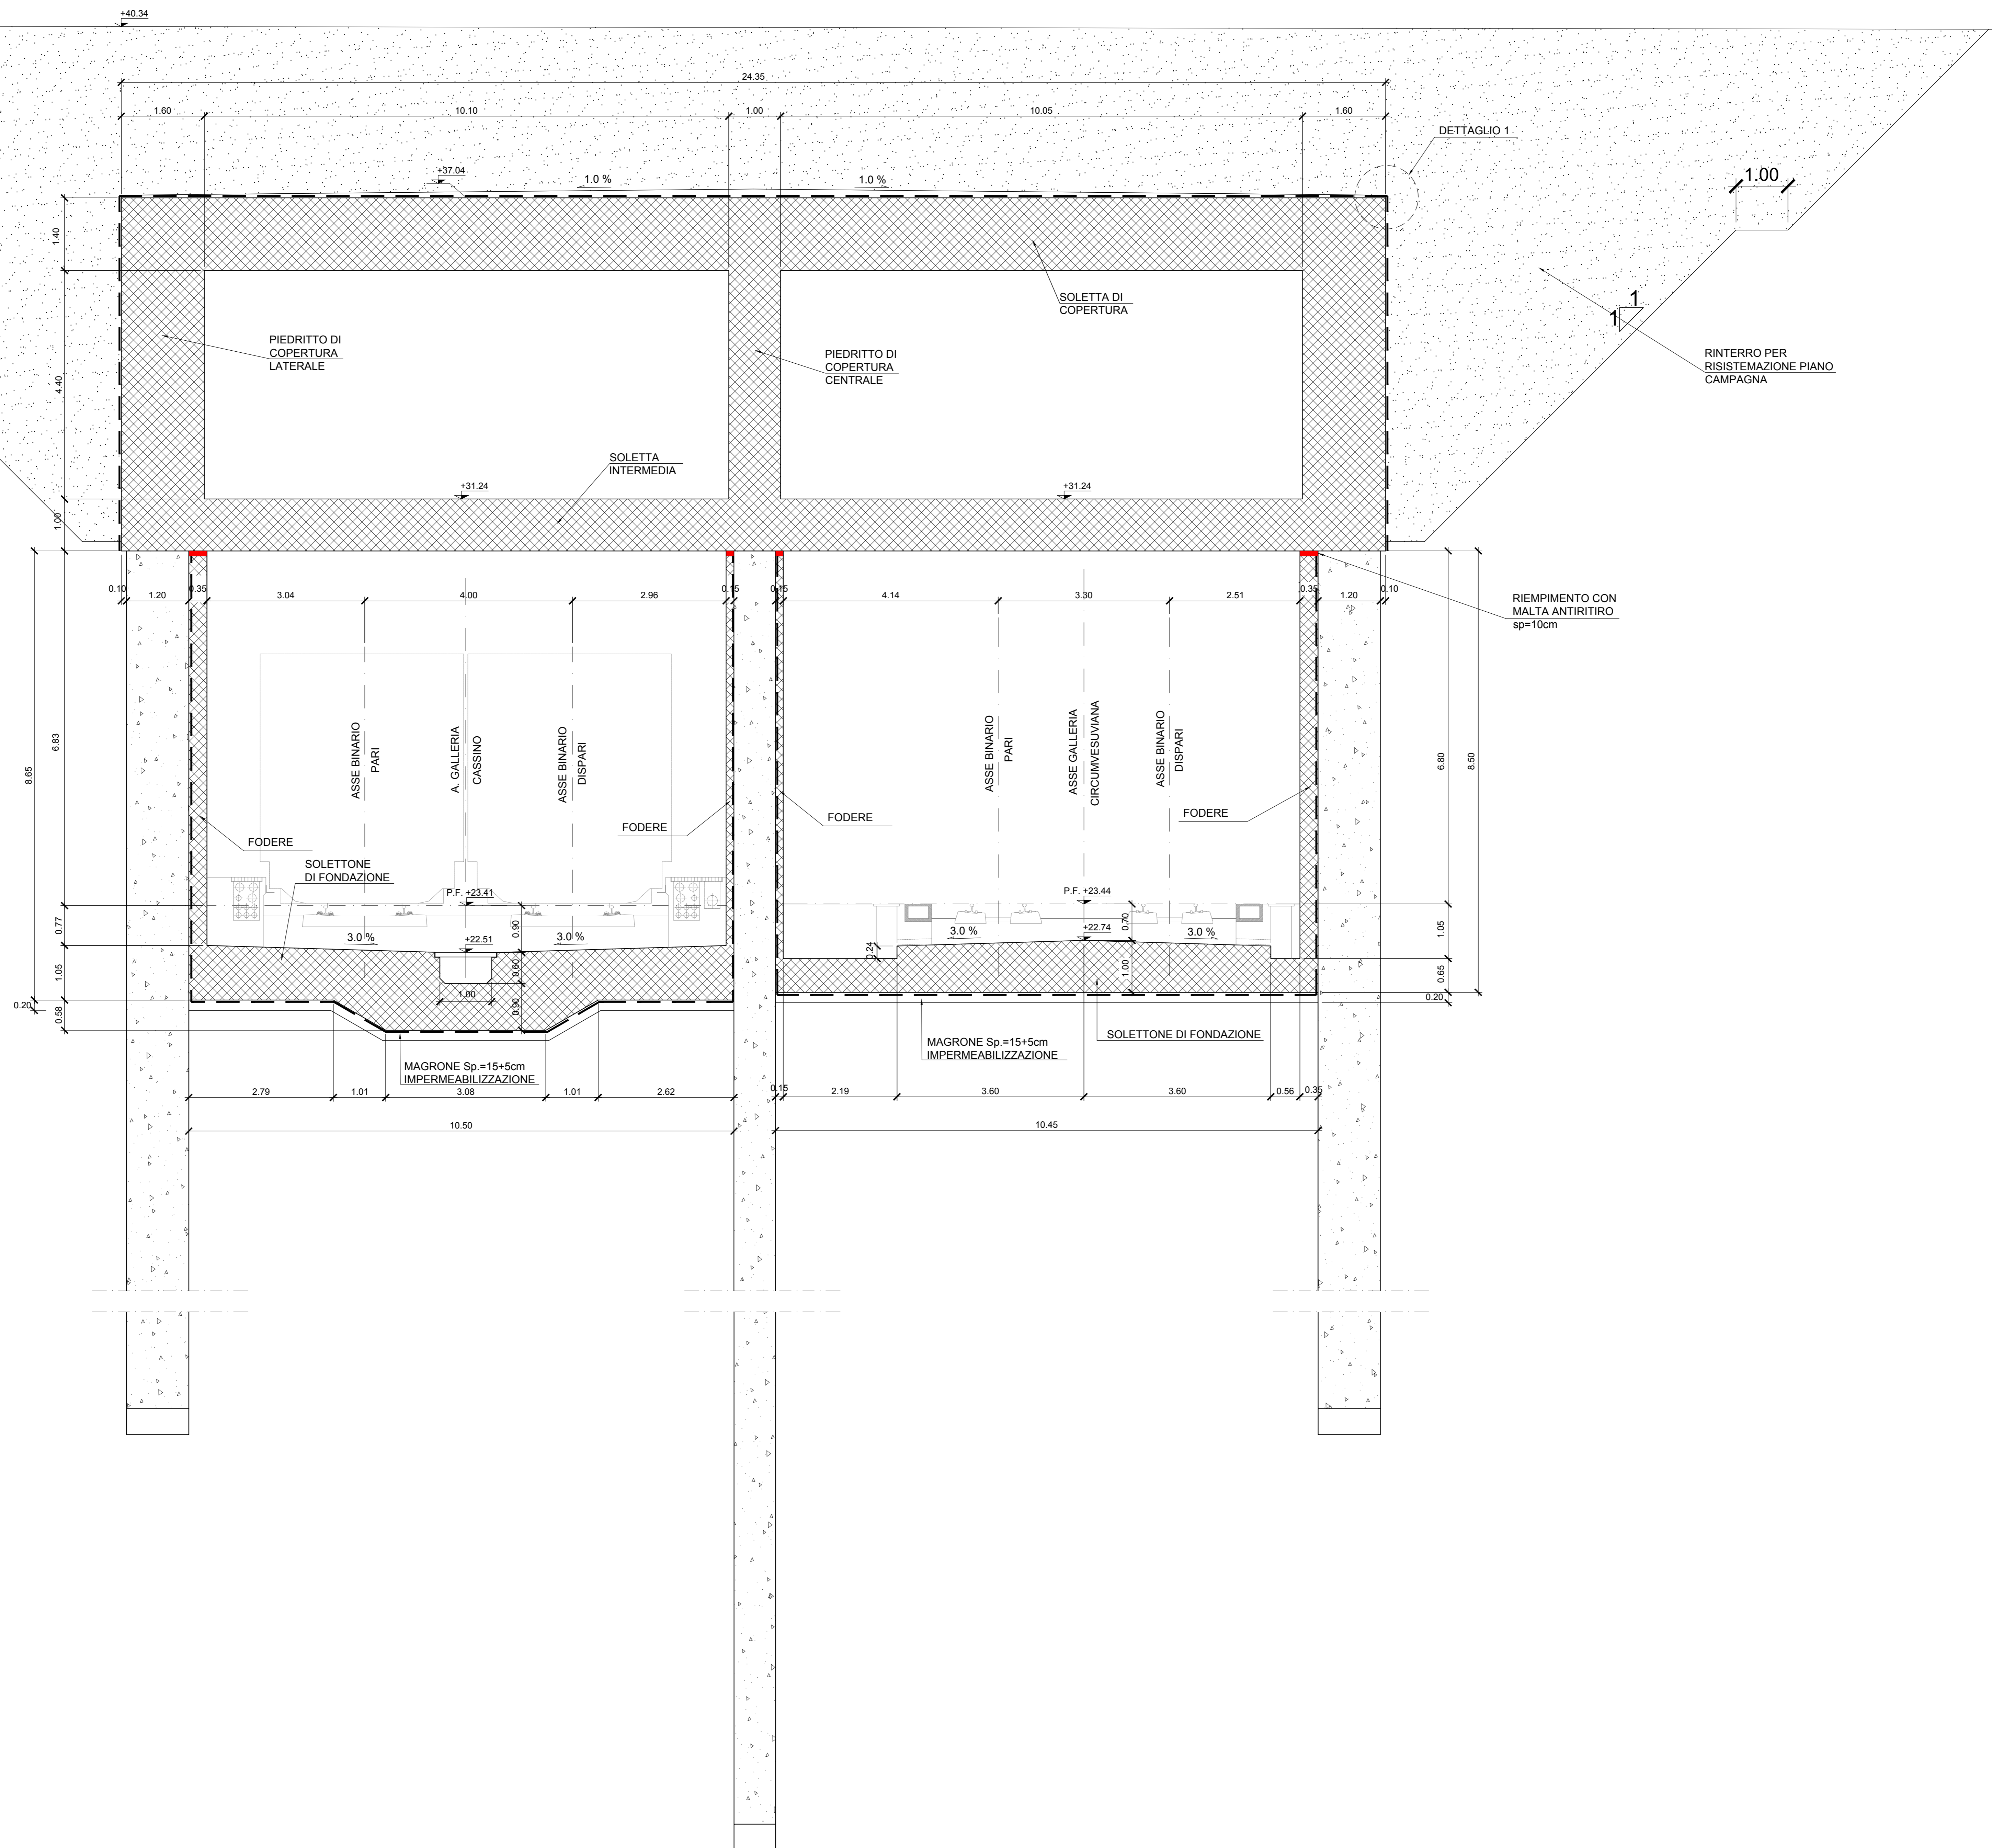 +40.34
24.35
1.60
10.10
1.00
10.05
1.60
DETTAGLIO 1
+37.04
1.0 %
1.0 %
1.00
1.40
SOLETTA DI
COPERTURA
1
1
PIEDRITTO DI
COPERTURA
LATERALE
PIEDRITTO DI
COPERTURA
CENTRALE
RINTERRO PER
RISISTEMAZIONE PIANO
CAMPAGNA
4.40
SOLETTA
INTERMEDIA
+31.24
+31.24
1.00
0.10
1.20
0.35
3.04
4.00
2.96
0.15
0.15
4.14
3.30
2.51
0.35
1.20
0.10
RIEMPIMENTO CON
MALTA ANTIRITIRO
sp=10cm
8.65
6.83
ASSE BINARIO
PARI
A. GALLERIA
CASSINO
ASSE BINARIO
DISPARI
ASSE BINARIO
PARI
ASSE GALLERIA
CIRCUMVESUVIANA
ASSE BINARIO
DISPARI
6.80
8.50
FODERE
FODERE
FODERE
FODERE
SOLETTONE
DI FONDAZIONE
P.F. +23.41
P.F. +23.44
0.77
3.0 %
+22.51
3.0 %
0.90
3.0 %
+22.74
3.0 %
0.70
0.24
1.05
1.05
0.60
1.00
0.65
1.00
0.90
0.20
0.58
0.20
MAGRONE Sp.=15+5cm
IMPERMEABILIZZAZIONE
MAGRONE Sp.=15+5cm
IMPERMEABILIZZAZIONE
SOLETTONE DI FONDAZIONE
2.79
1.01
3.08
1.01
2.62
0.15
2.19
3.60
3.60
0.56
0.35
10.50
10.45